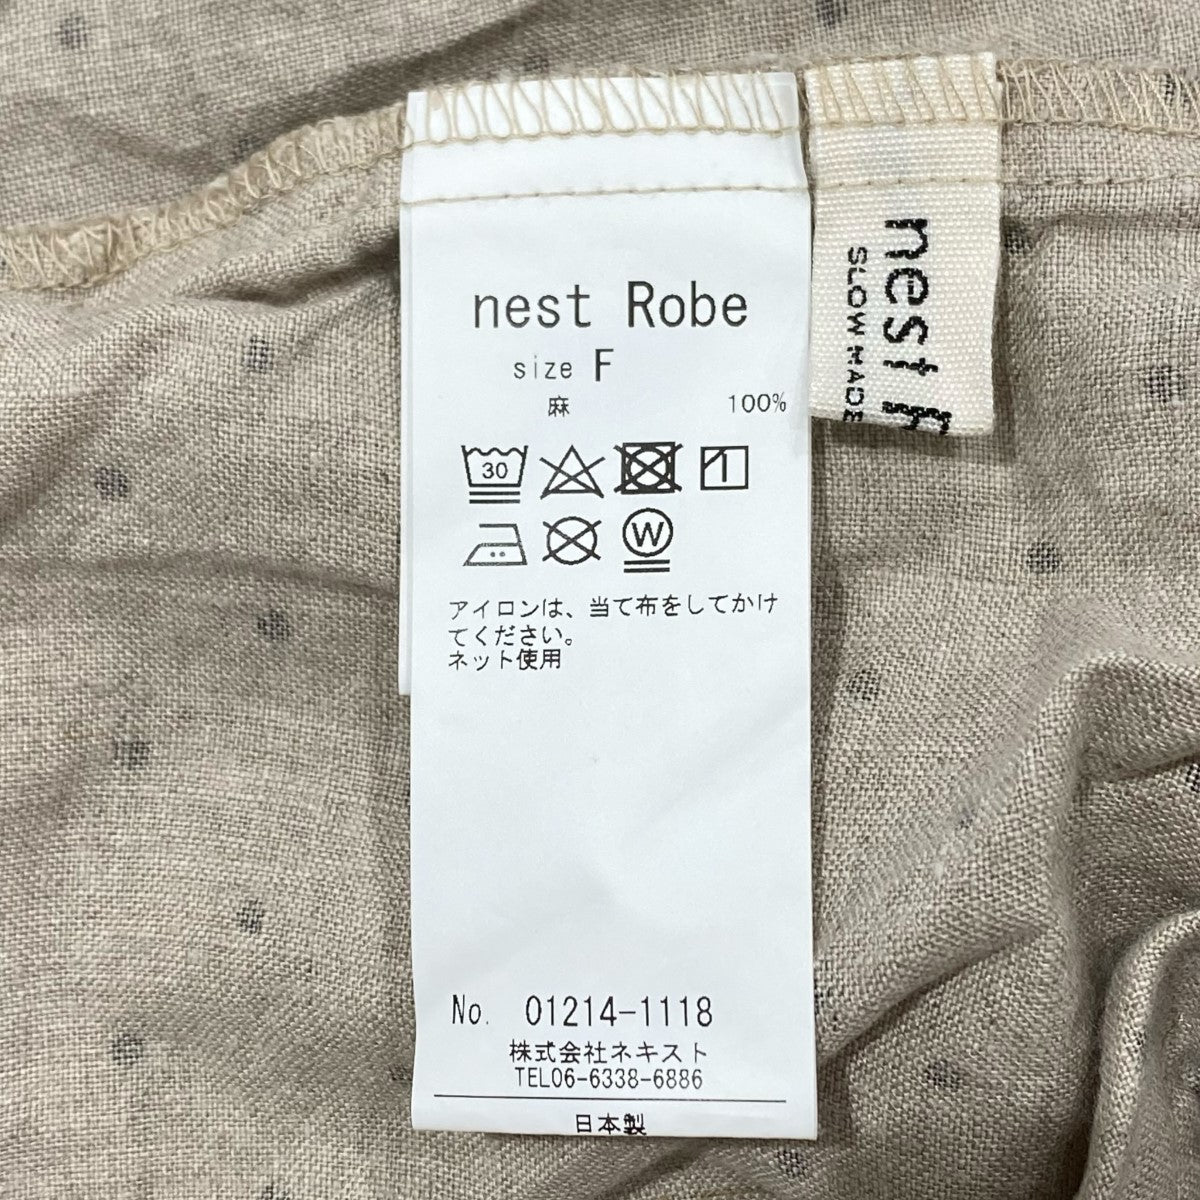 nest Robe
size F
麻 100%
30
W
アイロンは、当て布をしてかけ
てください。
ネット使用
No. 01214-1118
株式会社ネキスト
TEL06-6338-6886
日本製
nest
SLOW MADE